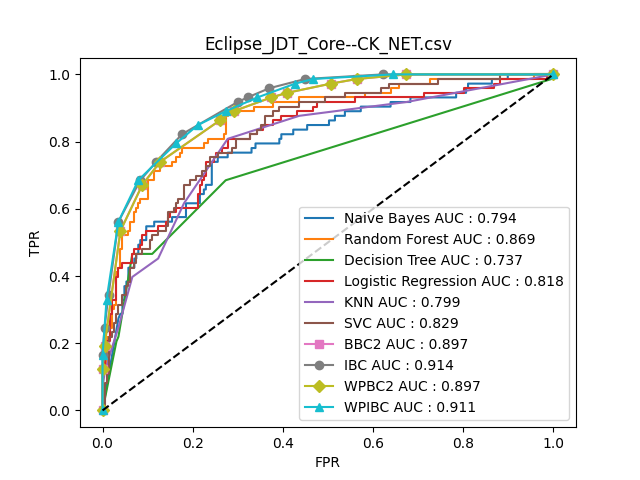 Eclipse_JDT_Core--CK_NET.csv
1.0
0.8
0.6
0.4
0.2
0.0
TPR
Naive Bayes AUC : 0.794
Random Forest AUC : 0.869
Decision Tree AUC : 0.737
Logistic Regression AUC : 0.818
KNN AUC : 0.799
SVC AUC : 0.829
BBC2 AUC : 0.897
IBC AUC : 0.914
WPBC2 AUC : 0.897
WPIBC AUC : 0.911
0.0 0.2 0.4 0.6 0.8 1.0
FPR